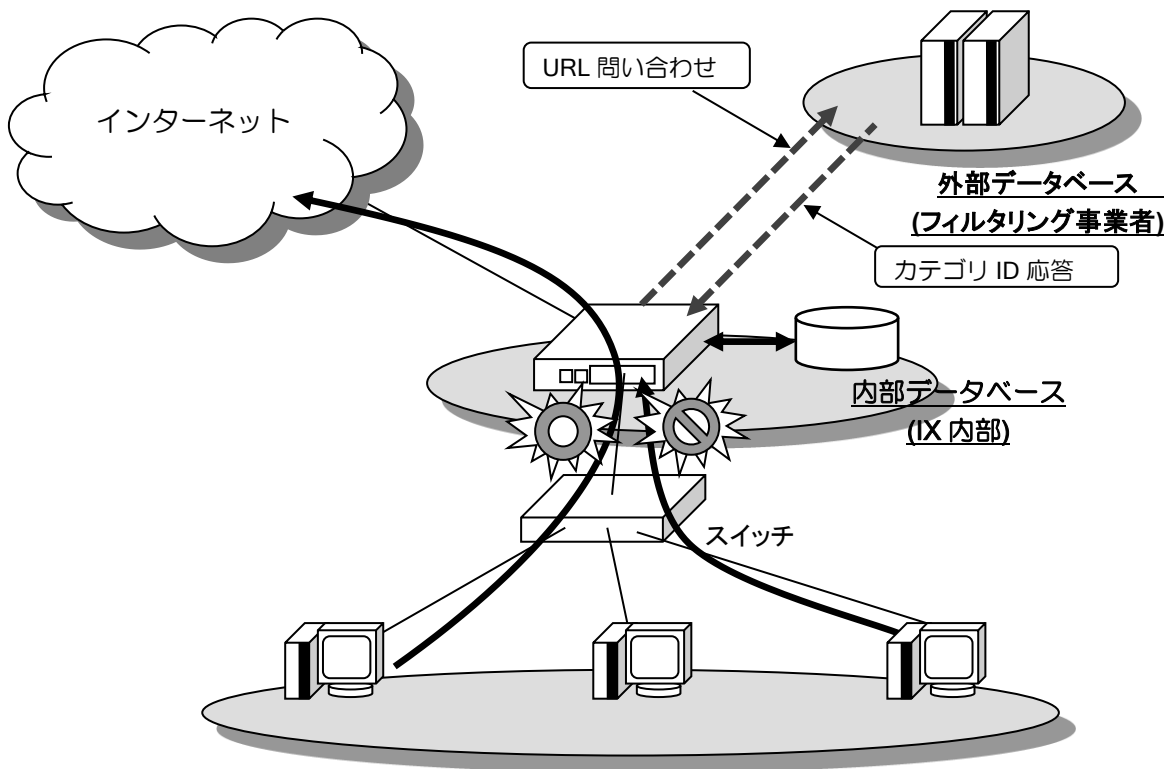 URL 問い合わせ
インターネット
外部データベース
(フィルタリング事業者)
カテゴリ ID 応答
内部データベース
(IX 内部)
スイッチ